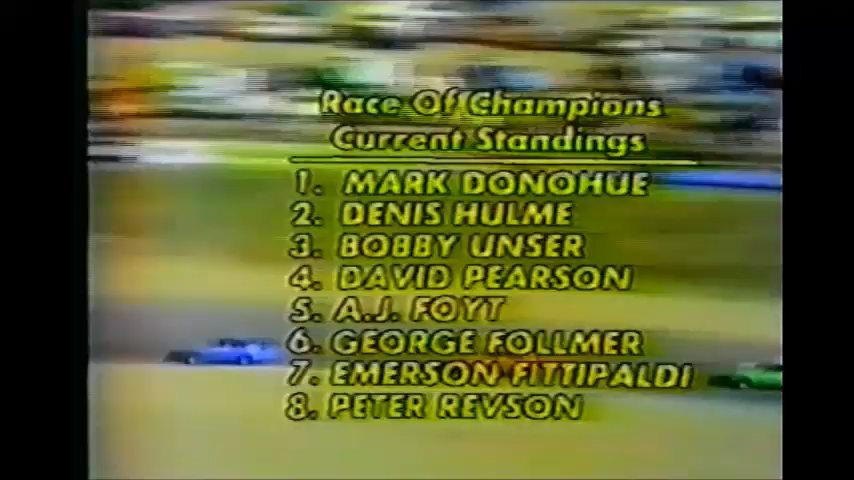 Race Of Champions
Current Standings
1. MARK DONOHUE
2. DENIS HULME
3. BOBBY UNSER
4. DAVID PEARSON
5. A.J. FOYT
6. GEORGE FOLLMER
7. EMERSON FITTIPALDI
8. PETER REVSON